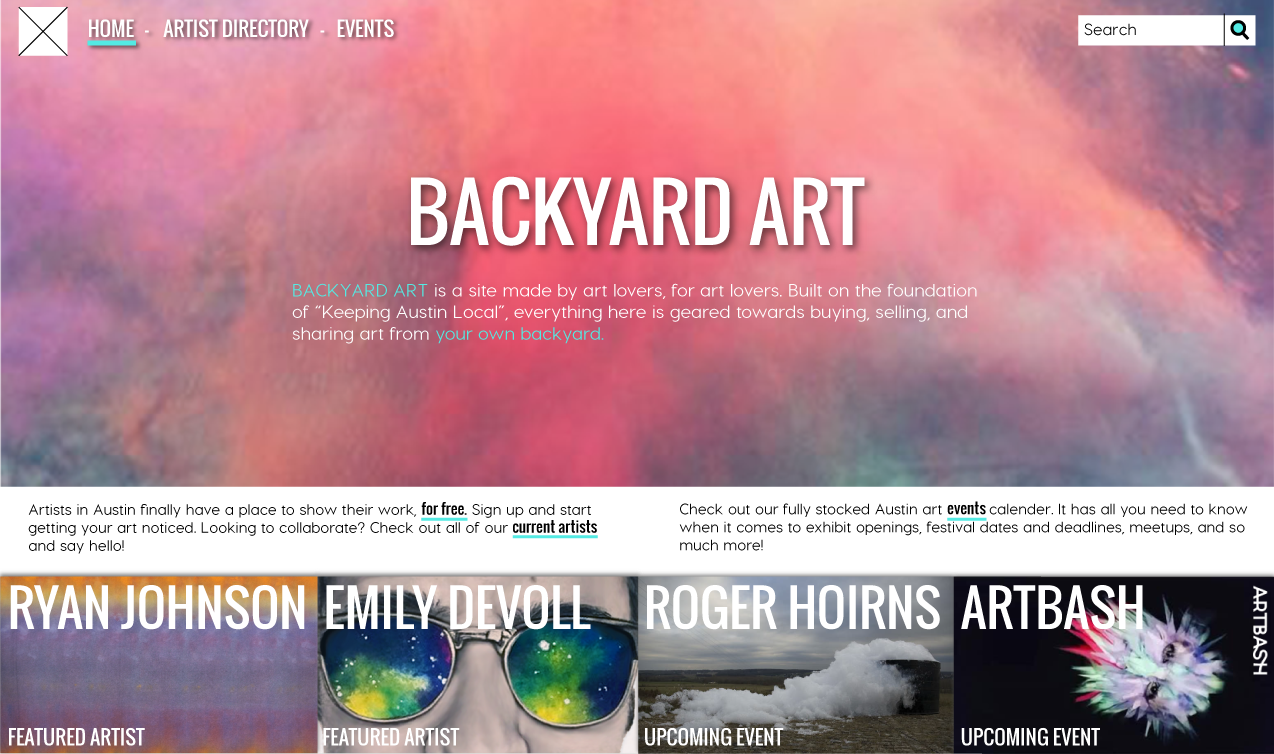 HOME - ARTIST DIRECTORY - EVENTS
Search
BACKYARD ART
BACKYARD ART is a site made by art lovers, for art lovers. Built on the foundation
of "Keeping Austin Local", everything here is geared towards buying, selling, and
sharing art from your own backyard.
Artists in Austin finally have a place to show their work, for free. Sign up and start
getting your art noticed. Looking to collaborate? Check out all of our current artists
and say hello!
Check out our fully stocked Austin art events calender. It has all you need to know
when it comes to exhibit openings, festival dates and deadlines, meetups, and so
much more!
RYAN JOHNSON
FEATURED ARTIST
EMILY DEVOLL
FEATURED ARTIST
ROGER HOIRNS
UPCOMING EVENT
ARTBASH
ARTBASH
UPCOMING EVENT